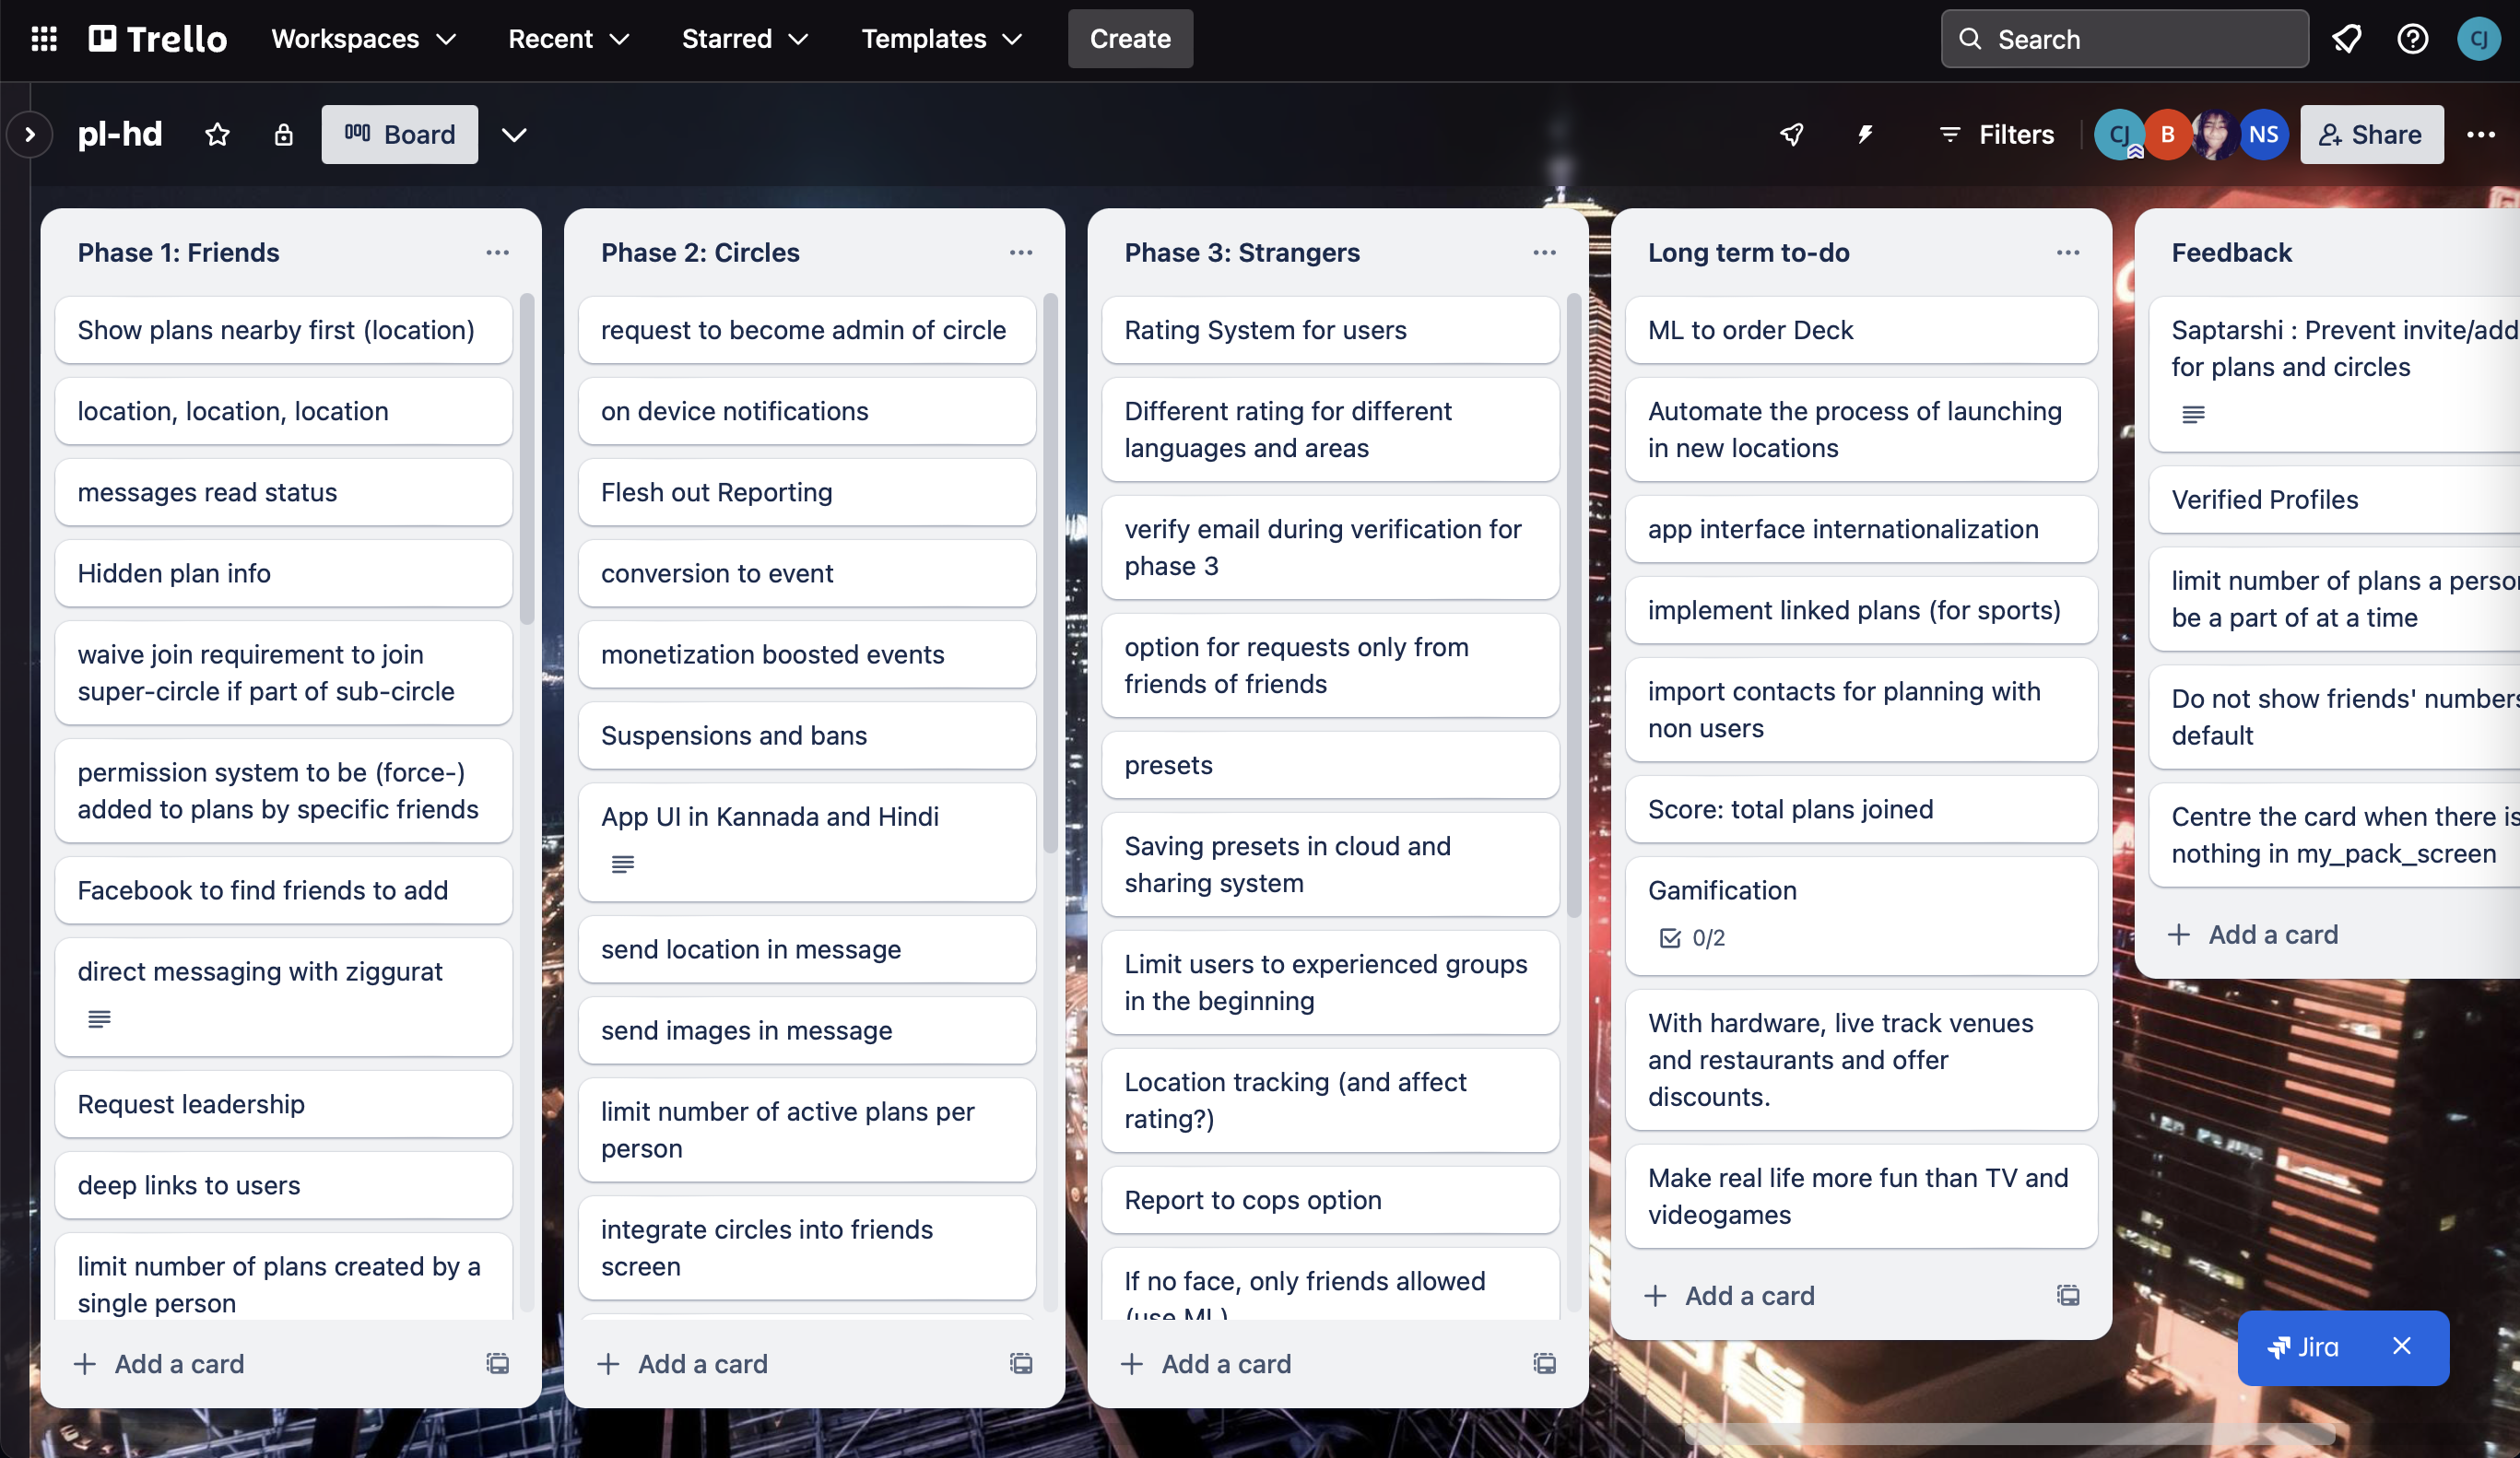 Trello
Workspaces
Recent
Starred
Templates
Create
Search
CJ
pl-hd
Board
Filters
CJ
B
NS
Share
Phase 1: Friends
Show plans nearby first (location)
location, location, location
messages read status
Hidden plan info
waive join requirement to join
super-circle if part of sub-circle
permission system to be (force-)
added to plans by specific friends
Facebook to find friends to add
direct messaging with ziggurat
Request leadership
deep links to users
limit number of plans created by a
single person
Add a card
Phase 2: Circles
request to become admin of circle
on device notifications
Flesh out Reporting
conversion to event
monetization boosted events
Suspensions and bans
App UI in Kannada and Hindi
send location in message
send images in message
limit number of active plans per
person
integrate circles into friends
screen
Add a card
Phase 3: Strangers
Rating System for users
Different rating for different
languages and areas
verify email during verification for
phase 3
option for requests only from
friends of friends
presets
Saving presets in cloud and
sharing system
Limit users to experienced groups
in the beginning
Location tracking (and affect
rating?)
Report to cops option
If no face, only friends allowed
(use ML)
Add a card
Long term to-do
ML to order Deck
Automate the process of launching
in new locations
app interface internationalization
implement linked plans (for sports)
import contacts for planning with
non users
Score: total plans joined
Gamification
0/2
With hardware, live track venues
and restaurants and offer
discounts.
Make real life more fun than TV and
videogames
Add a card
Feedback
Saptarshi : Prevent invite/add
for plans and circles
Verified Profiles
limit number of plans a
be a part of at a time
Do not show friends'
default
Centre the card when there is
nothing in my_pack_screen
Add a card
Jira